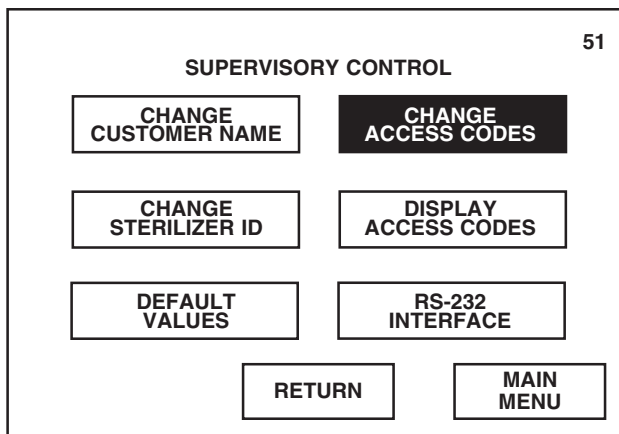 51
SUPERVISORY CONTROL
CHANGE
CUSTOMER NAME
CHANGE
ACCESS CODES
CHANGE
STERILIZER ID
DISPLAY
ACCESS CODES
DEFAULT
VALUES
RS-232
INTERFACE
RETURN
MAIN
MENU